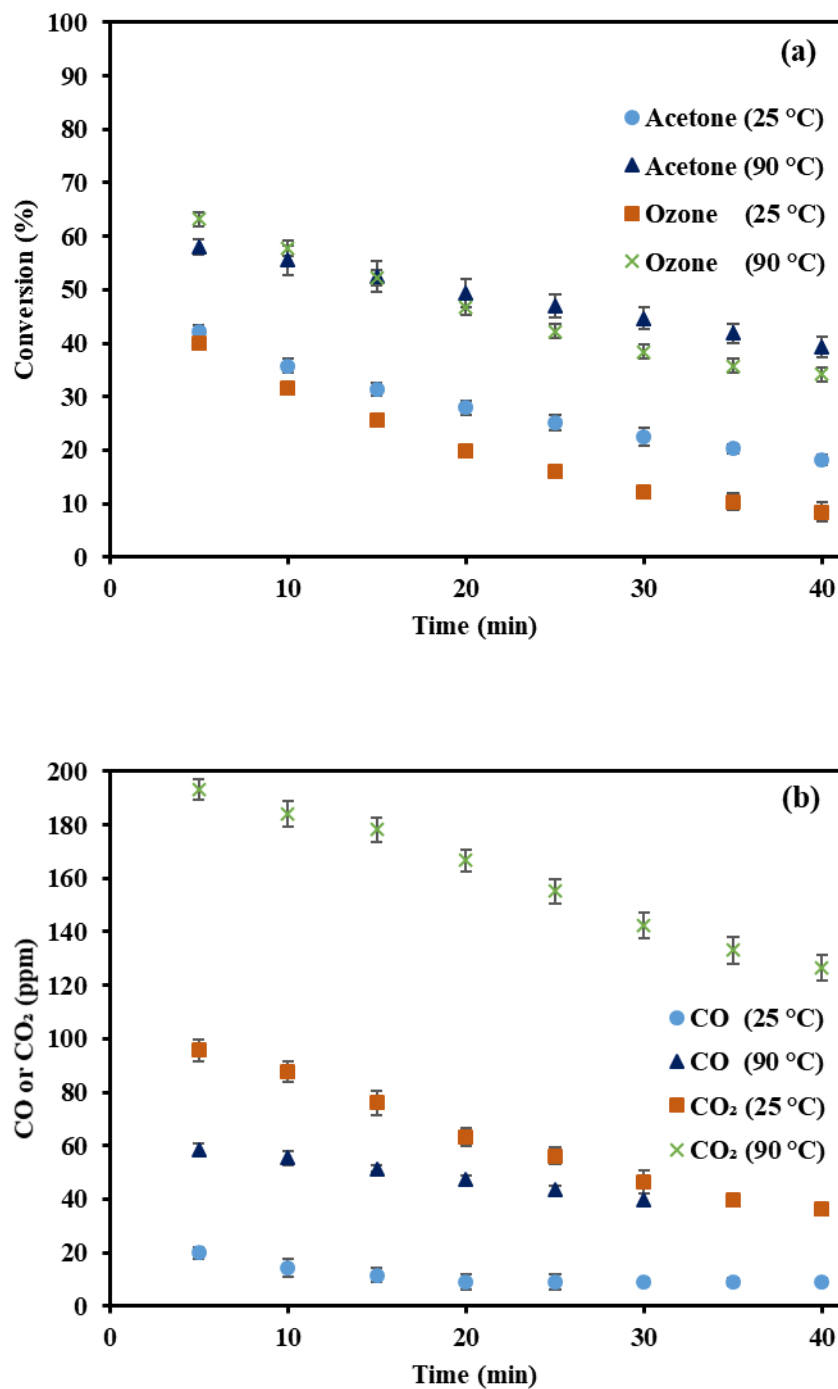 (a)
100
90
80
70
60
50
40
30
20
10
0
Conversion (%)
Acetone (25 °C)
Acetone (90 °C)
Ozone (25 °C)
Ozone (90 °C)
0 10 20 30 40
Time (min)
(b)
200
180
160
140
120
100
80
60
40
20
0
CO or CO₂ (ppm)
CO (25 °C)
CO (90 °C)
CO₂ (25 °C)
CO₂ (90 °C)
0 10 20 30 40
Time (min)